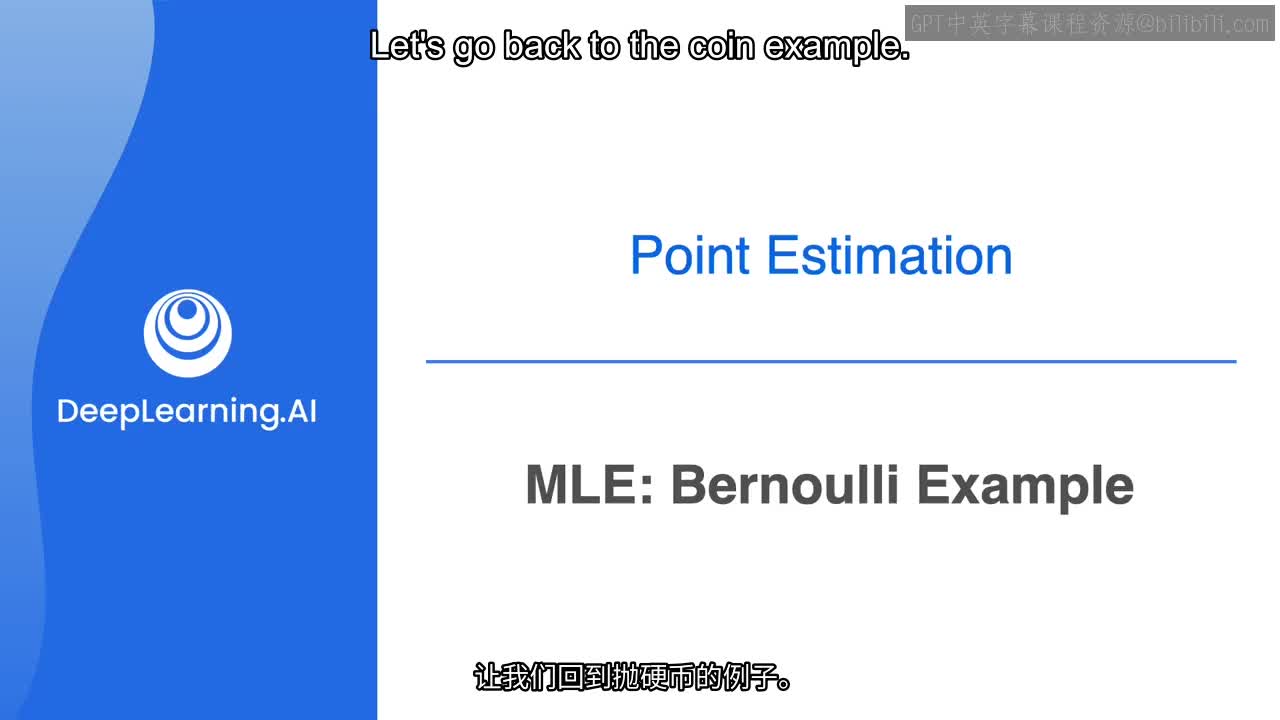 GPT中英字幕课程资源@bilibili.com
Let's go back to the coin example.
Point Estimation
DeepLearning.AI
MLE: Bernoulli Example
让我们回到抛硬币的例子。